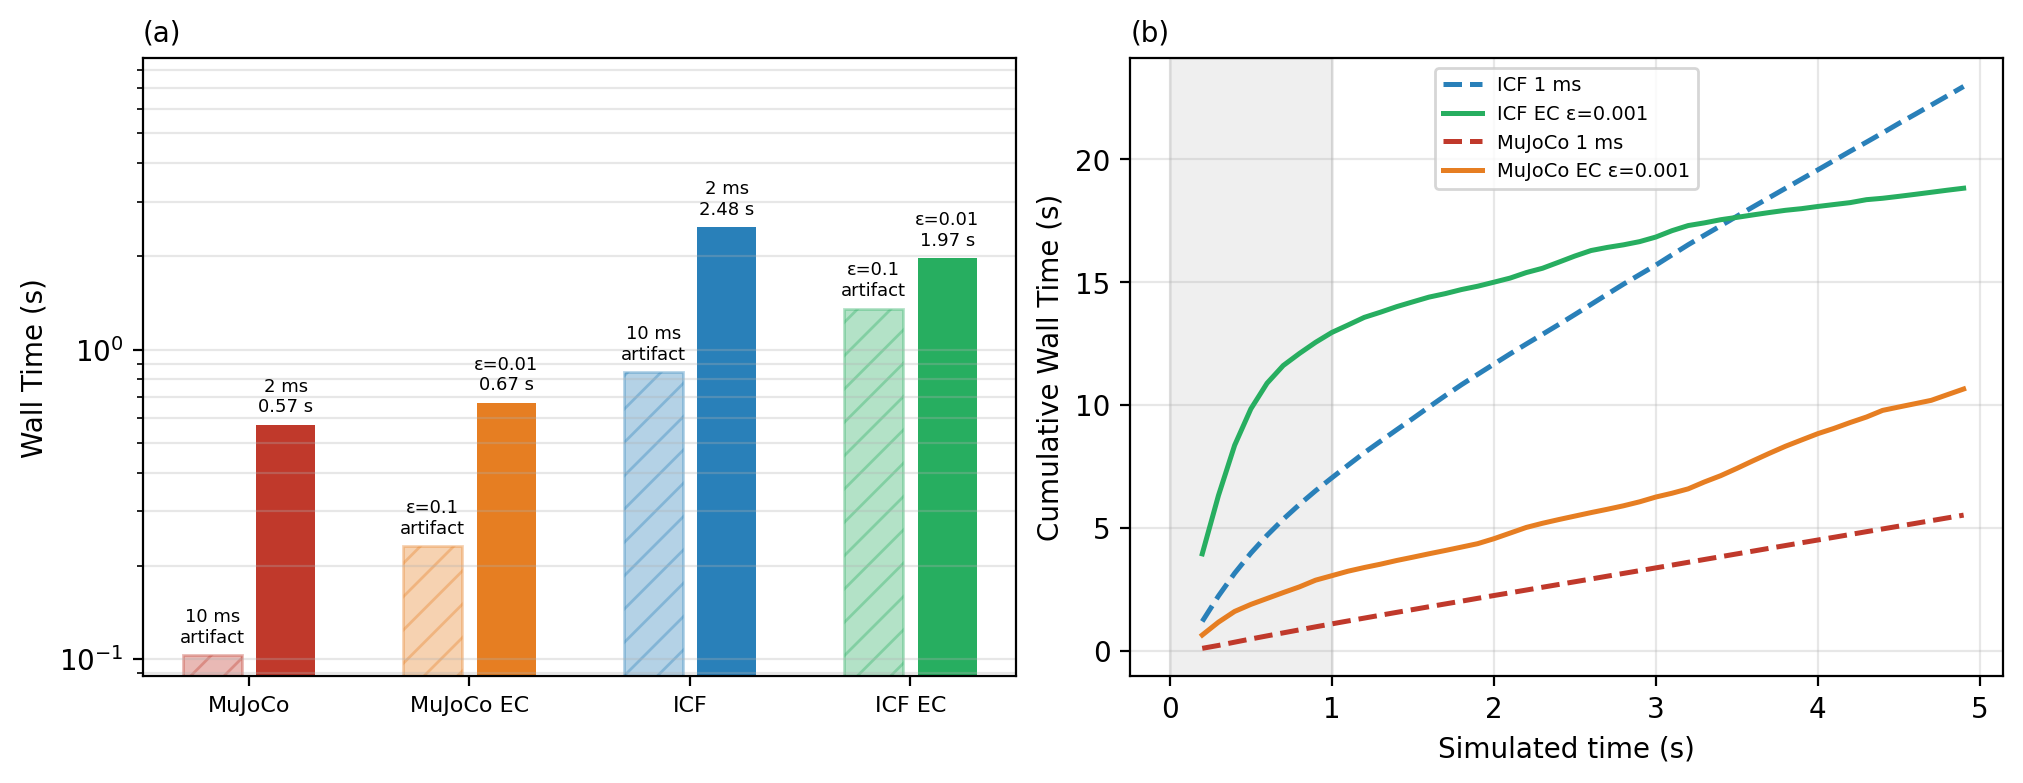 (a)
Wall Time (s)
10⁰
10⁻¹
10 ms
artifact
2 ms
0.57 s
ε=0.1
artifact
ε=0.01
0.67 s
10 ms
artifact
2 ms
2.48 s
ε=0.1
artifact
ε=0.01
1.97 s
MuJoCo
MuJoCo EC
ICF
ICF EC
(b)
Cumulative Wall Time (s)
20
15
10
5
0
ICF 1 ms
ICF EC ε=0.001
MuJoCo 1 ms
MuJoCo EC ε=0.001
0 1 2 3 4 5
Simulated time (s)